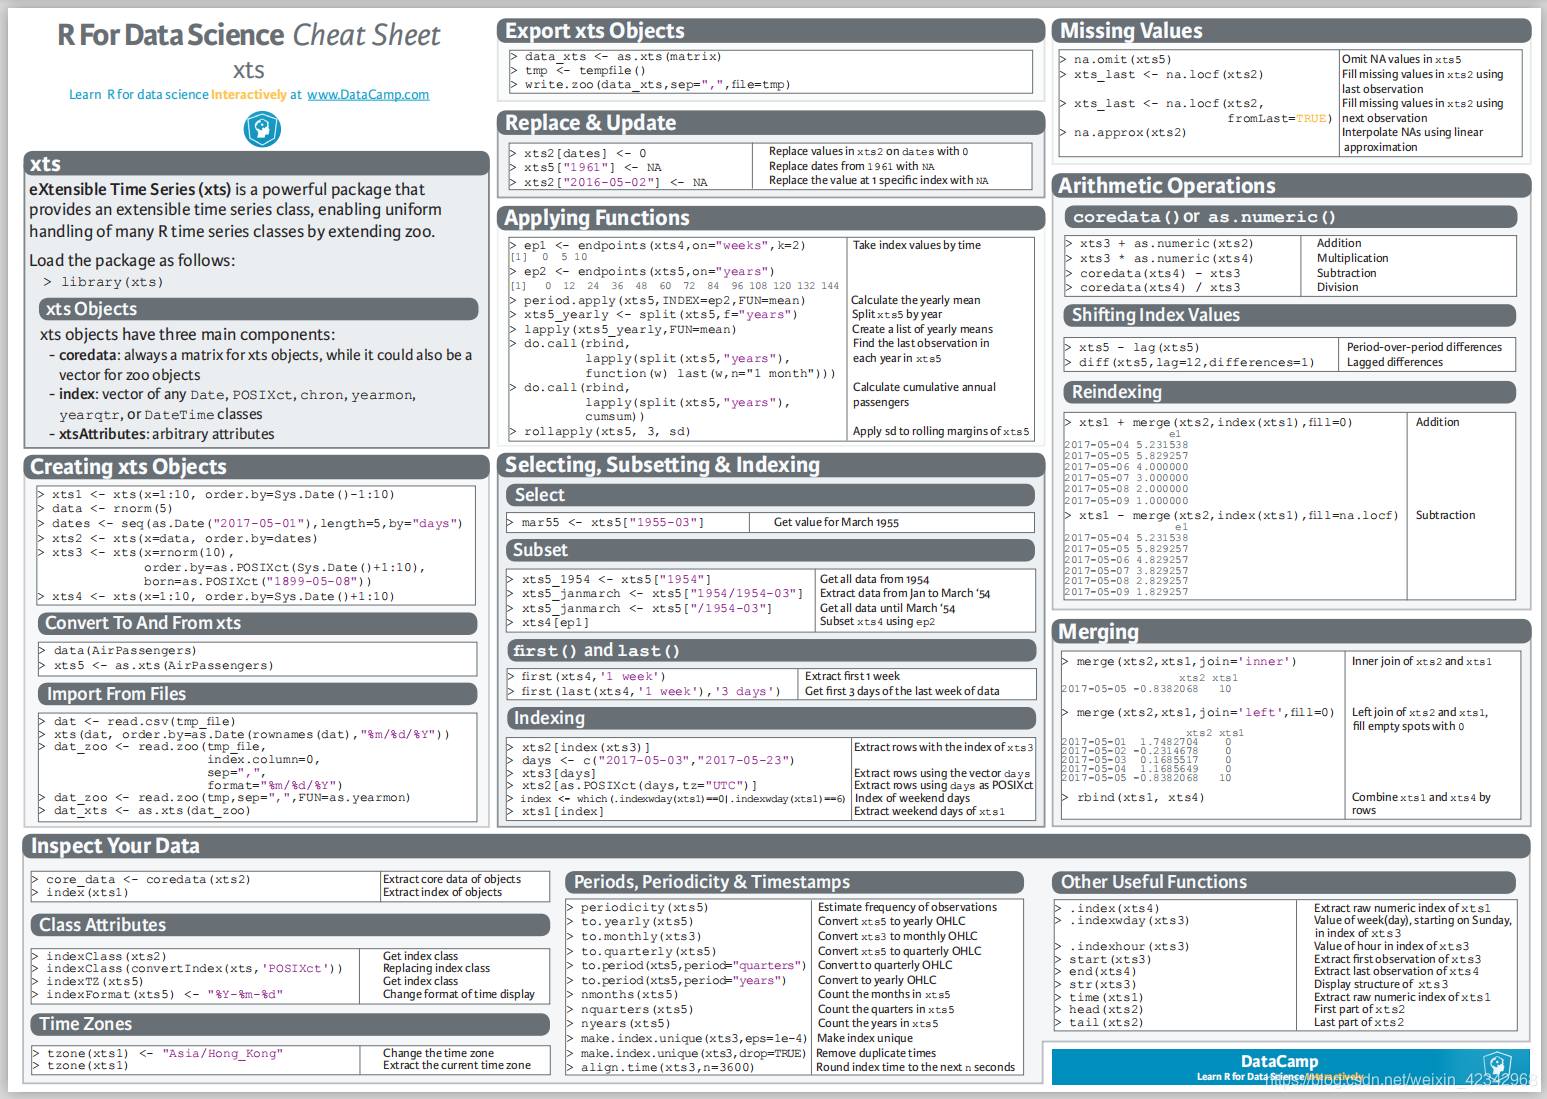 R For Data Science Cheat Sheet
xts
Learn R for data science Interactively at www.DataCamp.com
xts
eXtensible Time Series (xts) is a powerful package that
provides an extensible time series class, enabling uniform
handling of many R time series classes by extending zoo.
Load the package as follows:
> library(xts)
xts Objects
xts objects have three main components:
- coredata: always a matrix for xts objects, while it could also be a
vector for zoo objects
- index: vector of any Date, POSIXct, chron, yearmon,
yearqtr, or DateTime classes
- xtsAttributes: arbitrary attributes
Creating xts Objects
> xts1 <- xts(x=1:10, order.by=Sys.Date()-1:10)
> data <- rnorm(5)
> dates <- seq(as.Date("2017-05-01"),length=5,by="days")
> xts2 <- xts(x=data, order.by=dates)
> xts3 <- xts(x=rnorm(10),
order.by=as.POSIXct(Sys.Date()+1:10),
born=as.POSIXct("1899-05-08"))
> xts4 <- xts(x=1:10, order.by=Sys.Date()+1:10)
Convert To And From xts
> data(AirPassengers)
> xts5 <- as.xts(AirPassengers)
Import From Files
> dat <- read.csv(tmp_file)
> xts(dat, order.by=as.Date(rownames(dat),"%m/%d/%Y"))
> dat_zoo <- read.zoo(tmp_file,
index.column=0,
sep=",",
format="%m/%d/%Y")
> dat_zoo <- read.zoo(tmp,sep=",",FUN=as.yearmon)
> dat_xts <- as.xts(dat_zoo)
Export xts Objects
> data_xts <- as.xts(matrix)
> tmp <- tempfile()
> write.zoo(data_xts,sep=",",file=tmp)
Replace & Update
> xts2[dates] <- 0 Replace values in xts2 on dates with 0
> xts5["1961"] <- NA Replace dates from 1961 with NA
> xts2["2016-05-02"] <- NA Replace the value at 1 specific index with NA
Applying Functions
> ep1 <- endpoints(xts4,on="weeks",k=2) Take index values by time
[1] 0 5 10
> ep2 <- endpoints(xts5,on="years")
[1] 0 12 24 36 48 60 72 84 96 108 120 132 144
> period.apply(xts5,INDEX=ep2,FUN=mean) Calculate the yearly mean
> xts5_yearly <- split(xts5,f="years") Split xts5 by year
> lapply(xts5_yearly,FUN=mean) Create a list of yearly means
> do.call(rbind, Find the last observation in
lapply(split(xts5,"years"), each year in xts5
function(w) last(w,n="1 month")))
> do.call(rbind, Calculate cumulative annual
lapply(split(xts5,"years"), passengers
cumsum))
> rollapply(xts5, 3, sd) Apply sd to rolling margins of xts5
Selecting, Subsetting & Indexing
Select
> mar55 <- xts5["1955-03"] Get value for March 1955
Subset
> xts5_1954 <- xts5["1954"] Get all data from 1954
> xts5_janmarch <- xts5["1954/1954-03"] Extract data from Jan to March ‘54
> xts5_janmarch <- xts5["/1954-03"] Get all data until March ‘54
> xts4[ep1] Subset xts4 using ep2
first() and last()
> first(xts4,'1 week') Extract first 1 week
> first(last(xts4,'1 week'),'3 days') Get first 3 days of the last week of data
Indexing
> xts2[index(xts3)] Extract rows with the index of xts3
> days <- c("2017-05-03","2017-05-23")
> xts3[days] Extract rows using the vector days
> xts2[as.POSIXct(days,tz="UTC")] Extract rows using days as POSIXct
> index <- which(.indexwday(xts1)==0|.indexwday(xts1)==6) Index of weekend days
> xts1[index] Extract weekend days of xts1
Missing Values
> na.omit(xts5) Omit NA values in xts5
> xts_last <- na.locf(xts2) Fill missing values in xts2 using
last observation
> xts_last <- na.locf(xts2, Fill missing values in xts2 using
fromLast=TRUE) next observation
> na.approx(xts2) Interpolate NAs using linear
approximation
Arithmetic Operations
coredata() or as.numeric()
> xts3 + as.numeric(xts2) Addition
> xts3 * as.numeric(xts4) Multiplication
> coredata(xts4) - xts3 Subtraction
> coredata(xts4) / xts3 Division
Shifting Index Values
> xts5 - lag(xts5) Period-over-period differences
> diff(xts5,lag=12,differences=1) Lagged differences
Reindexing
> xts1 + merge(xts2,index(xts1),fill=0) Addition
e1
2017-05-04 5.231538
2017-05-05 5.829257
2017-05-06 4.000000
2017-05-07 3.000000
2017-05-08 2.000000
2017-05-09 1.000000
> xts1 - merge(xts2,index(xts1),fill=na.locf) Subtraction
e1
2017-05-04 5.231538
2017-05-05 5.829257
2017-05-06 4.829257
2017-05-07 3.829257
2017-05-08 2.829257
2017-05-09 1.829257
Merging
> merge(xts2,xts1,join='inner') Inner join of xts2 and xts1
xts2 xts1
2017-05-05 -0.8382068 10
> merge(xts2,xts1,join='left',fill=0) Left join of xts2 and xts1,
fill empty spots with 0
xts2 xts1
2017-05-01 1.7482704 0
2017-05-02 -0.2314678 0
2017-05-03 0.1685517 0
2017-05-04 1.1685649 0
2017-05-05 -0.8382068 10
> rbind(xts1, xts4) Combine xts1 and xts4 by
rows
Inspect Your Data
> core_data <- coredata(xts2) Extract core data of objects
> index(xts1) Extract index of objects
Class Attributes
> indexClass(xts2) Get index class
> indexClass(convertIndex(xts,'POSIXct')) Replacing index class
> indexTZ(xts5) Get index class
> indexFormat(xts5) <- "%Y-%m-%d" Change format of time display
Time Zones
> tzone(xts1) <- "Asia/Hong_Kong" Change the time zone
> tzone(xts1) Extract the current time zone
Periods, Periodicity & Timestamps
> periodicity(xts5) Estimate frequency of observations
> to.yearly(xts5) Convert xts5 to yearly OHLC
> to.monthly(xts3) Convert xts3 to monthly OHLC
> to.quarterly(xts5) Convert xts5 to quarterly OHLC
> to.period(xts5,period="quarters") Convert to quarterly OHLC
> to.period(xts5,period="years") Convert to yearly OHLC
> nmonths(xts5) Count the months in xts5
> nquarters(xts5) Count the quarters in xts5
> nyears(xts5) Count the years in xts5
> make.index.unique(xts3,eps=1e-4) Make index unique
> make.index.unique(xts3,drop=TRUE) Remove duplicate times
> align.time(xts3,n=3600) Round index time to the next n seconds
Other Useful Functions
> .index(xts4) Extract raw numeric index of xts1
> .indexwday(xts3) Value of week(day), starting on Sunday,
in index of xts3
> .indexhour(xts3) Value of hour in index of xts3
> start(xts3) Extract first observation of xts3
> end(xts4) Extract last observation of xts4
> str(xts3) Display structure of xts3
> time(xts1) Extract raw numeric index of xts1
> head(xts2) First part of xts2
> tail(xts2) Last part of xts2
DataCamp
Learn R for Data Science Interactively
https://blog.csdn.net/weixin_42342968